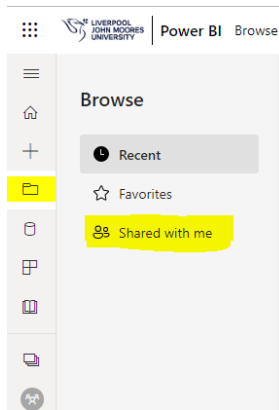 LIVERPOOL
JOHN MOORES
UNIVERSITY
Power BI Browse
Browse
Recent
Favorites
Shared with me